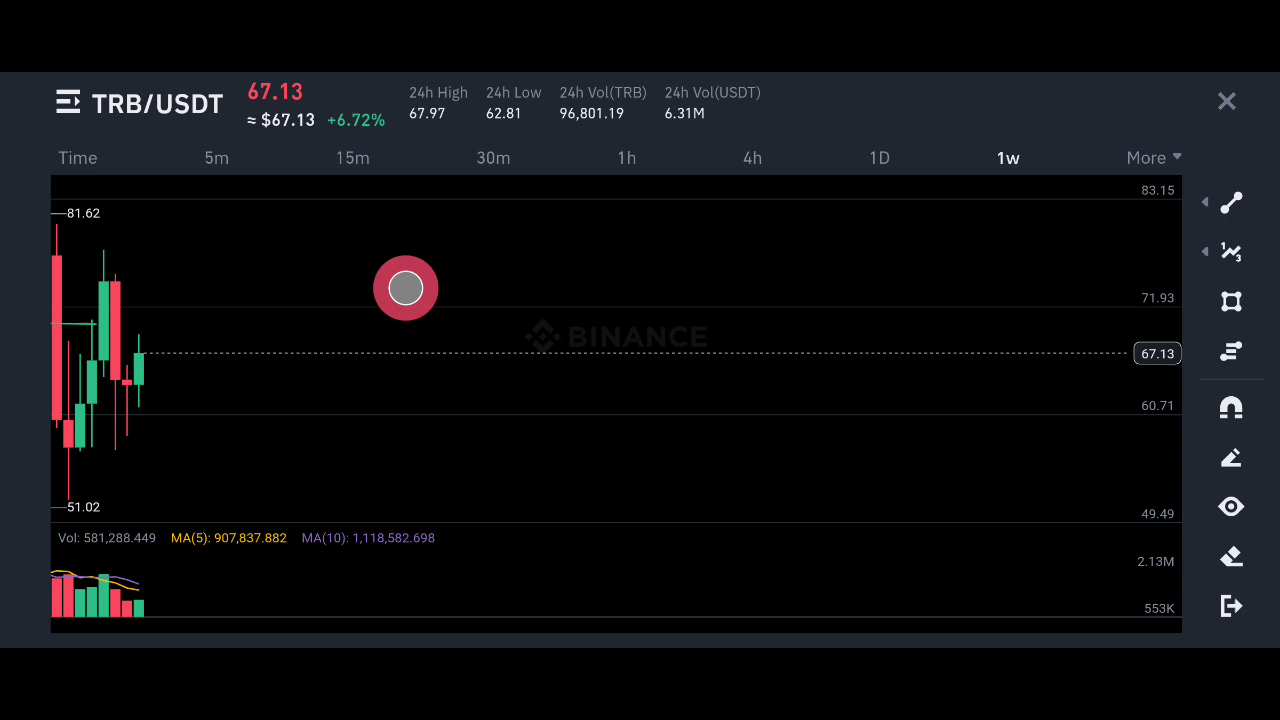 TRB/USDT
67.13
≈ $67.13 +6.72%
24h High 24h Low 24h Vol(TRB) 24h Vol(USDT)
67.97 62.81 96,801.19 6.31M
Time 5m 15m 30m 1h 4h 1D 1w More
83.15
81.62
71.93
BINANCE
67.13
60.71
51.02
49.49
Vol: 581,288.449 MA(5): 907,837.882 MA(10): 1,118,582.698
2.13M
553K